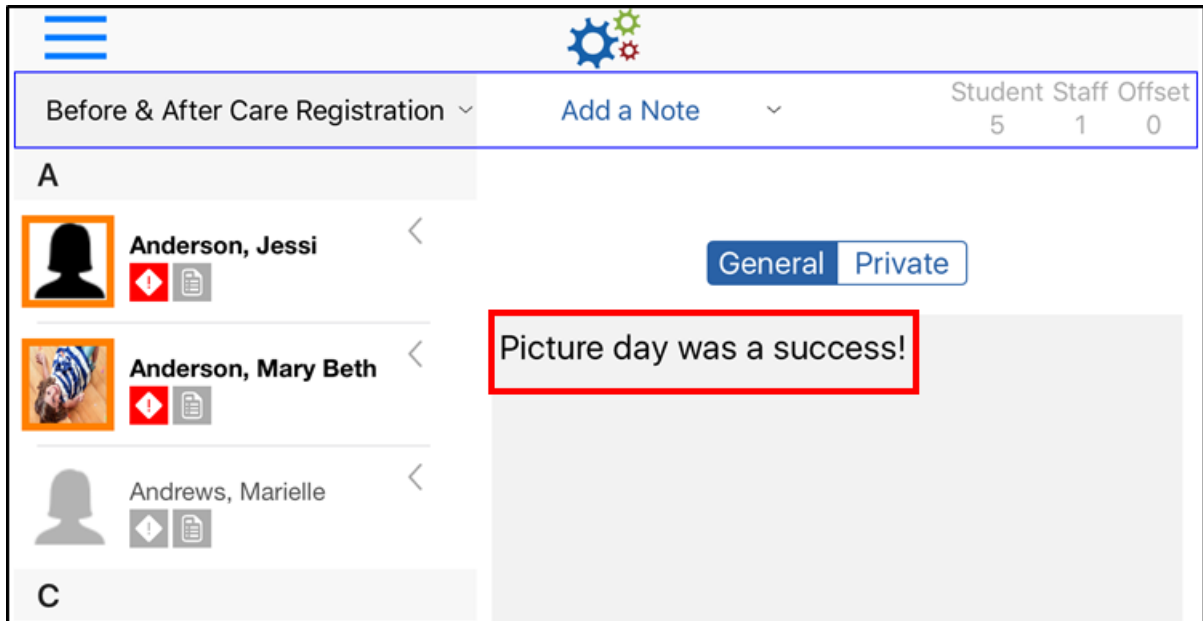 Before & After Care Registration
Add a Note
Student Staff Offset
5 1 0
A
Anderson, Jessi
Anderson, Mary Beth
Andrews, Marielle
C
General Private
Picture day was a success!